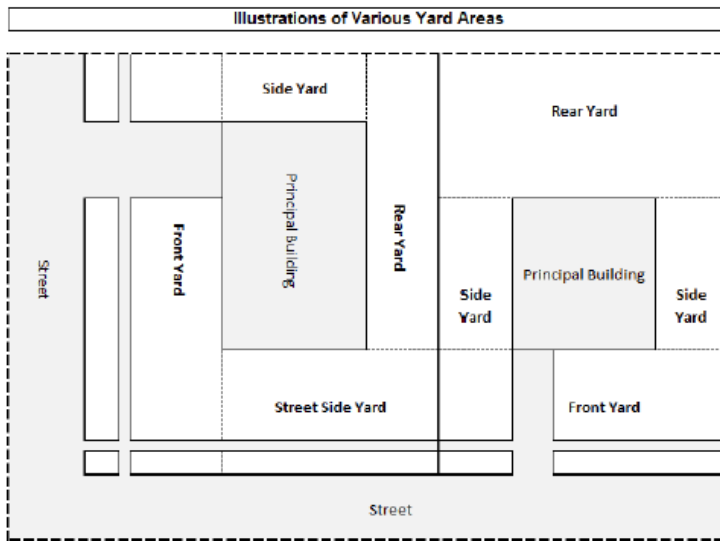 Illustrations of Various Yard Areas
Side Yard
Rear Yard
Principal Building
Front Yard
Rear Yard
Street
Principal Building
Side
Yard
Side
Yard
Street Side Yard
Front Yard
Street